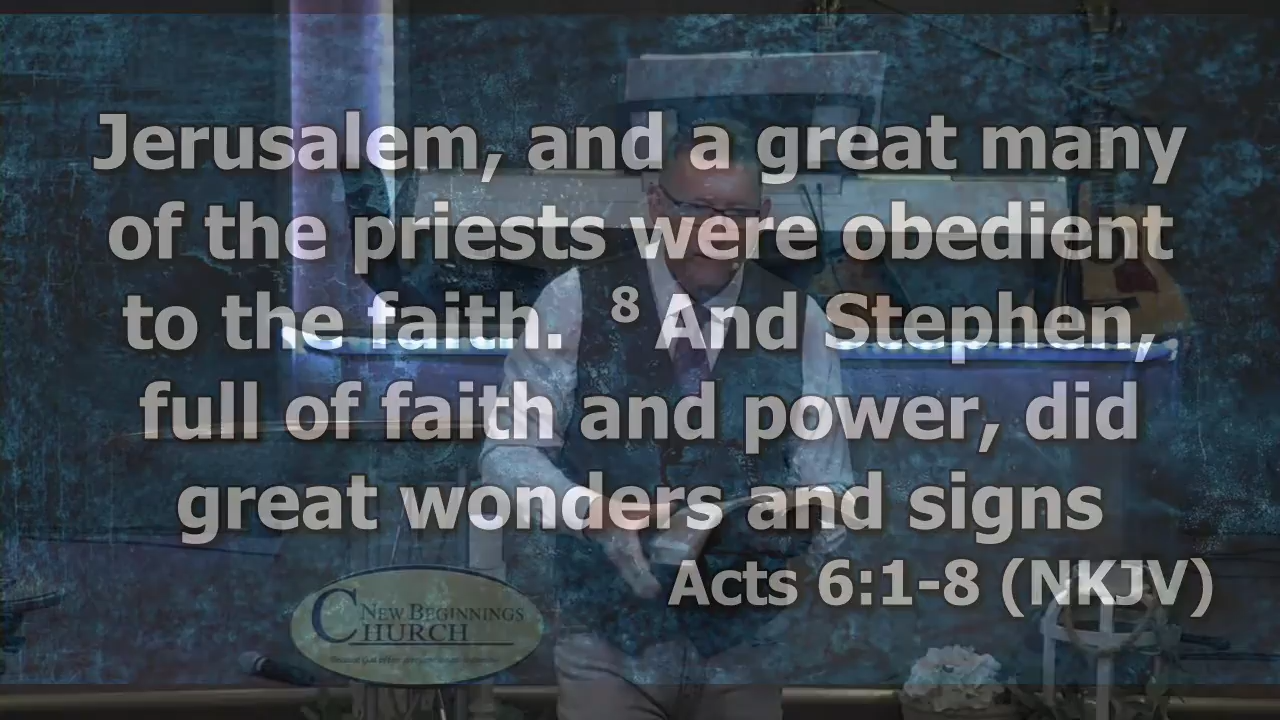 Jerusalem, and a great many
of the priests were obedient
to the faith. ⁸ And Stephen,
full of faith and power, did
great wonders and signs
Acts 6:1-8 (NKJV)
New Beginnings
Church